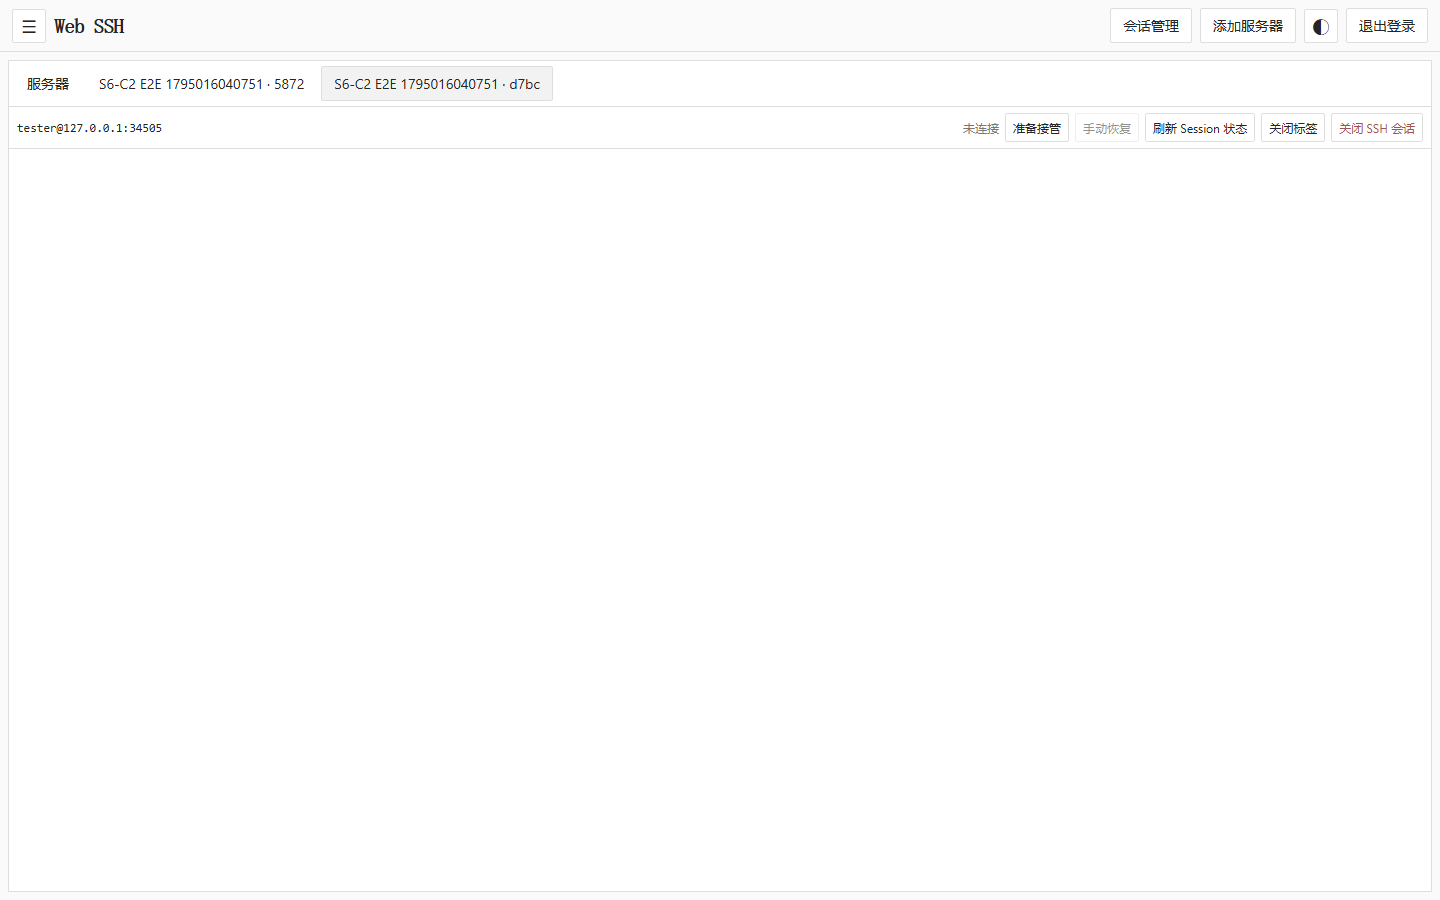 ☰ Web SSH 会话管理 添加服务器 退出登录
服务器 S6-C2 E2E 1795016040751 · 5872 S6-C2 E2E 1795016040751 · d7bc
tester@127.0.0.1:34505 未连接 准备接管 手动恢复 刷新 Session 状态 关闭标签 关闭 SSH 会话